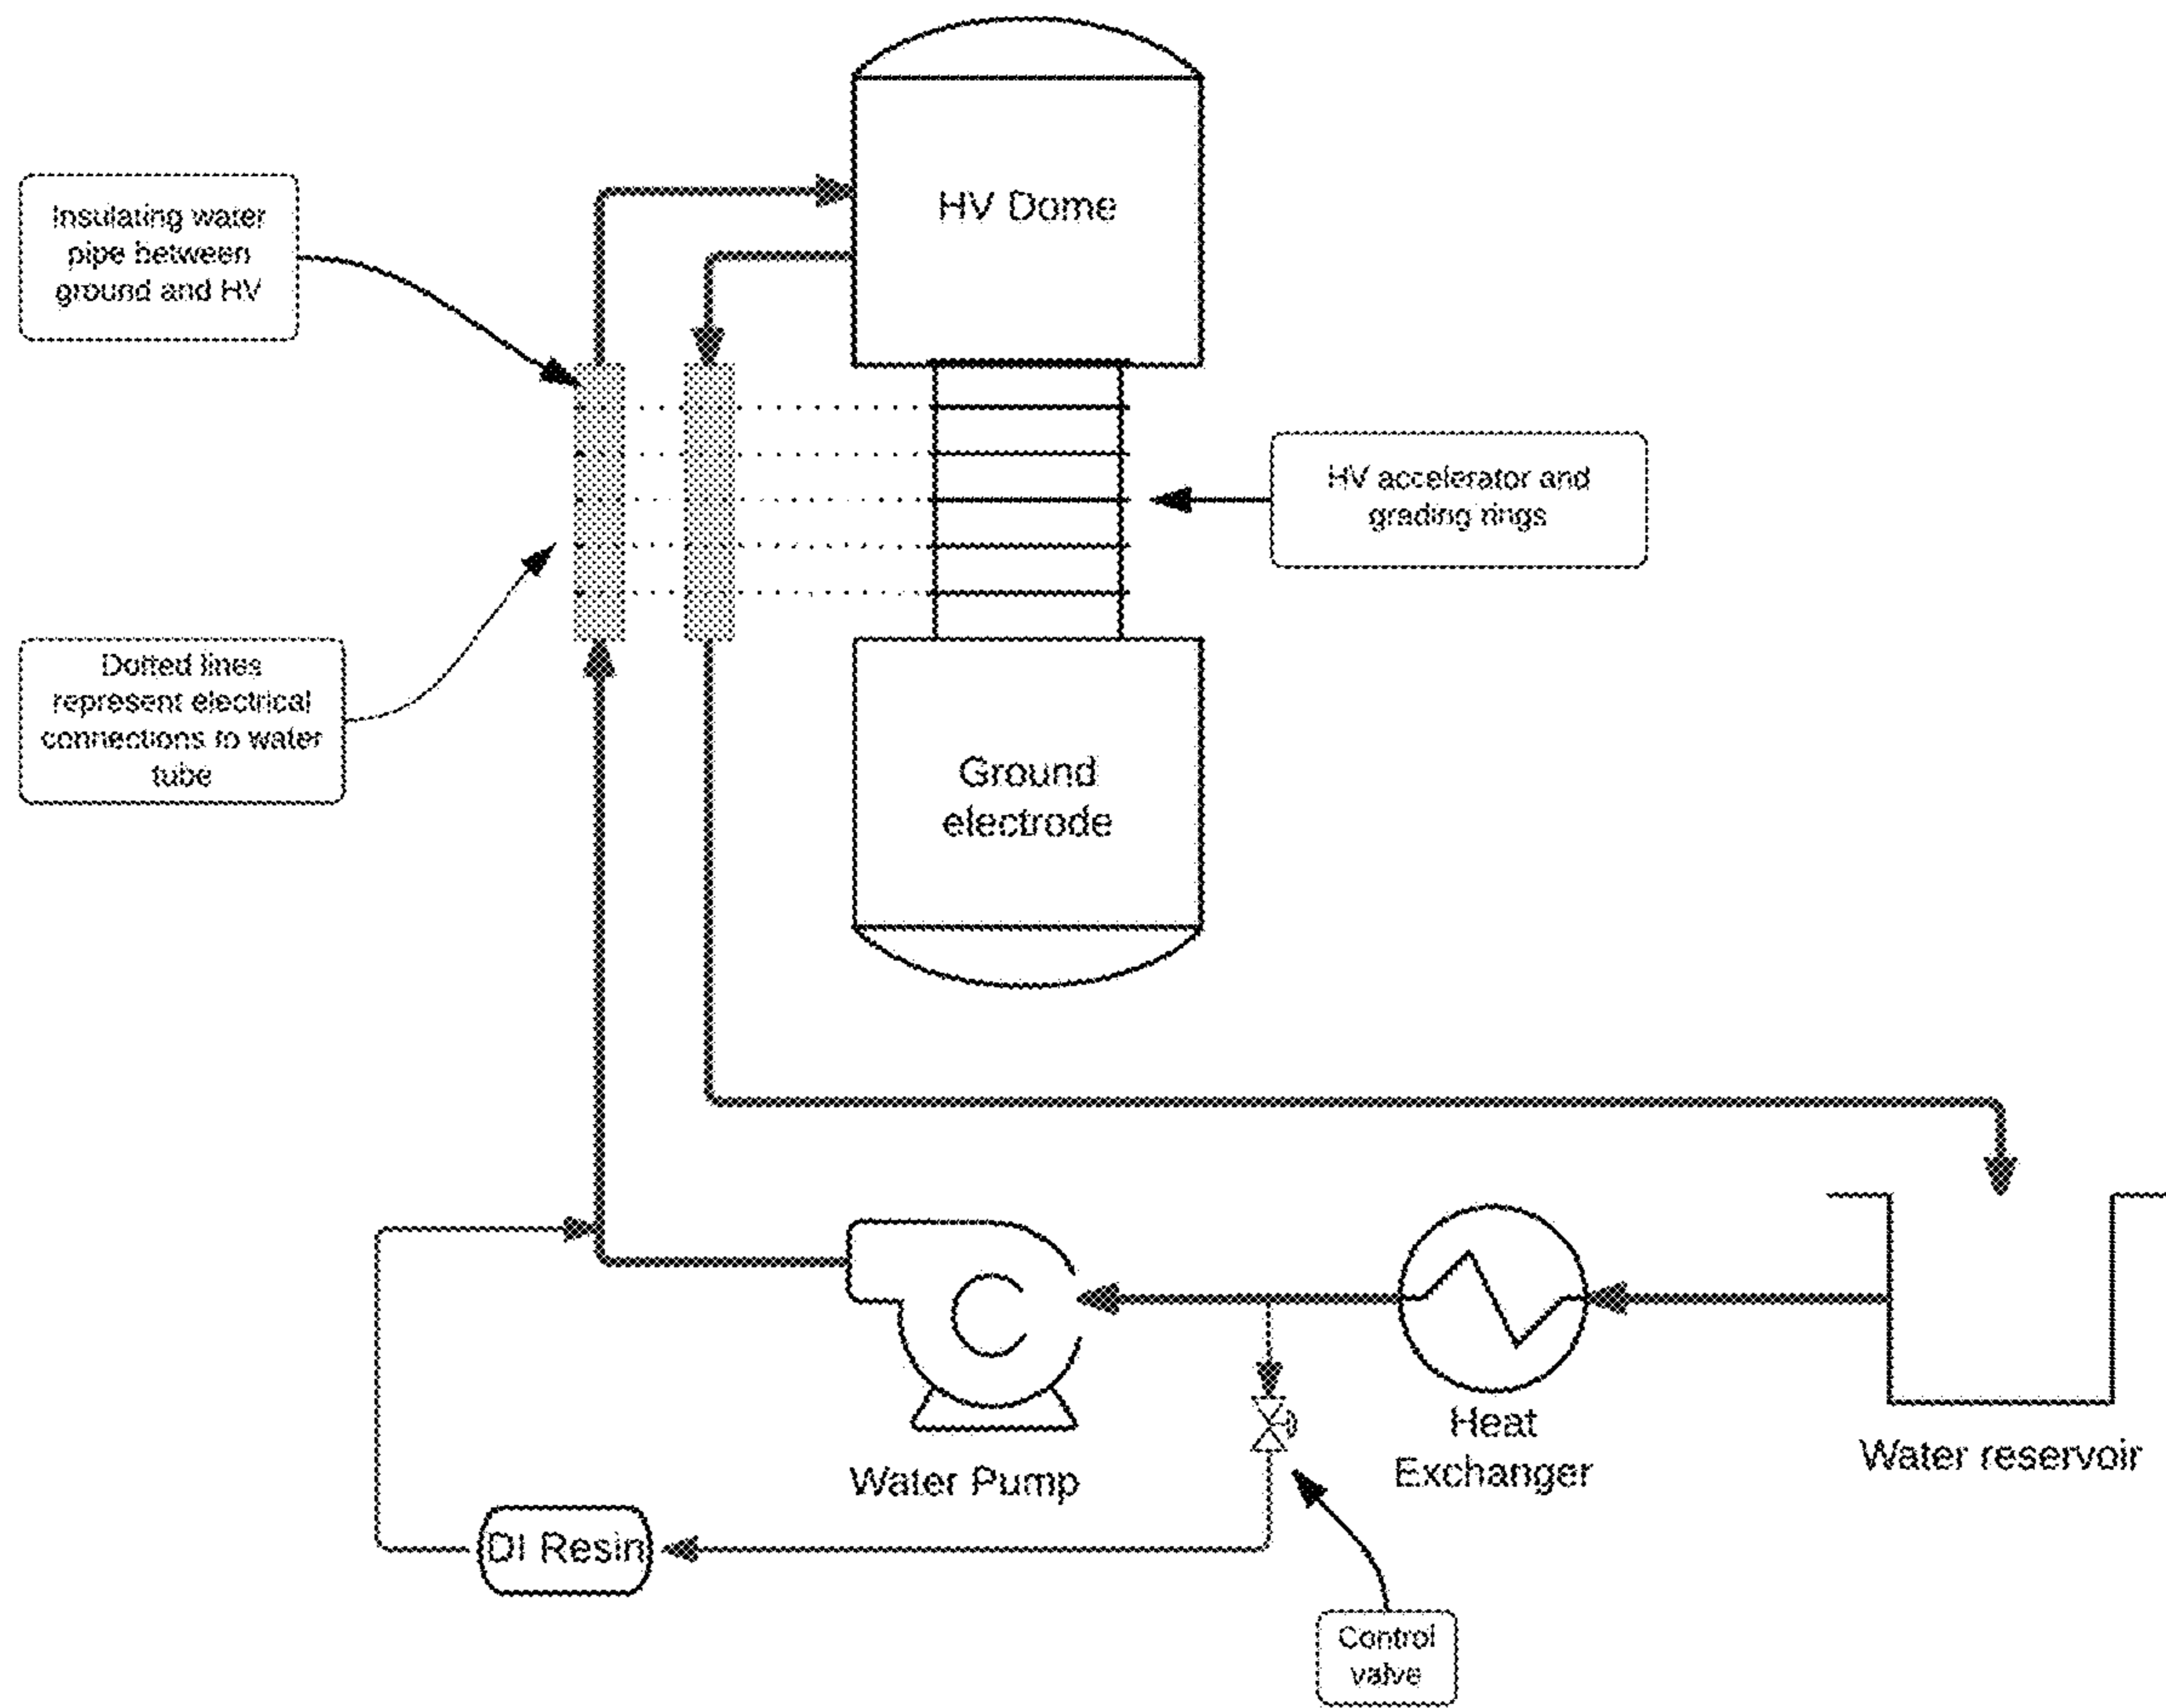 HV Dome
Insulating water
pipe between
ground and HV
HV accelerator and
grading rings
Dotted lines
represent electrical
connections to water
tube
Ground
electrode
Heat
Exchanger
Water reservoir
Water Pump
DI Resin
Control
valve